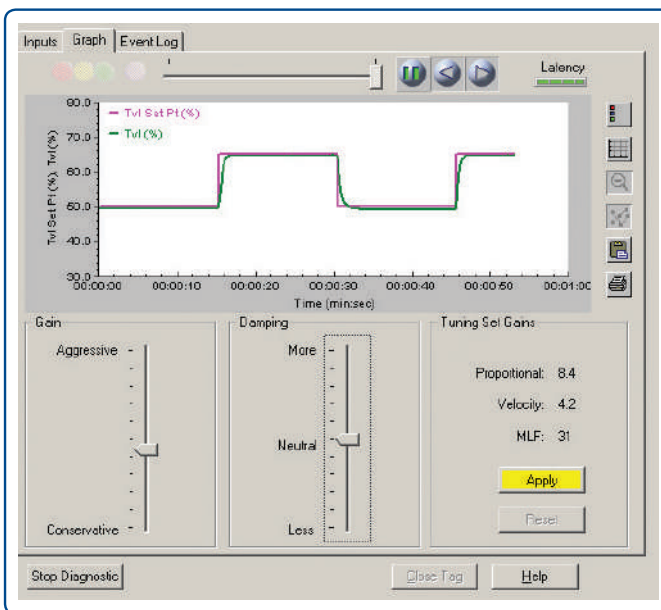 Inputs Graph Event Log
Latency
80.0
Tvl Set Pt (%)
70.0
Tvl (%)
Tvl Set Pt (%), Tvl (%)
60.0
50.0
40.0
30.0
00:00:00 00:00:10 00:00:20 00:00:30 00:00:40 00:00:50 00:01:00
Time (min:sec)
Gain Damping Tuning Set Gains
Aggressive More
Proportional: 8.4
Velocity: 4.2
Neutral MLF: 31
Apply
Conservative Less Reset
Stop Diagnostic Close Tag Help